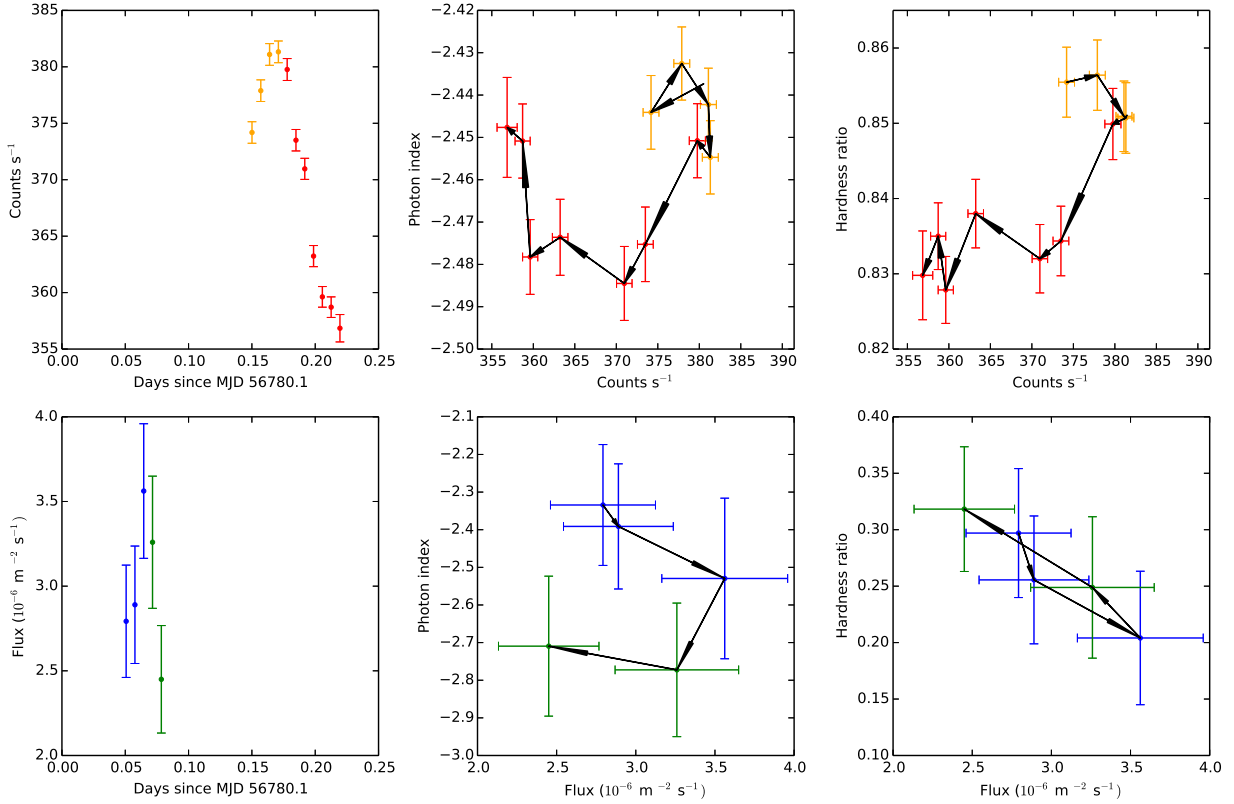 385
380
375
370
365
360
355
Counts s⁻¹
0.00 0.05 0.10 0.15 0.20 0.25
Days since MJD 56780.1
−2.42
−2.43
−2.44
−2.45
−2.46
−2.47
−2.48
−2.49
−2.50
Photon index
355 360 365 370 375 380 385 390
Counts s⁻¹
0.86
0.85
0.84
0.83
0.82
Hardness ratio
355 360 365 370 375 380 385 390
Counts s⁻¹
4.0
3.5
3.0
2.5
2.0
Flux (10⁻⁶ m⁻² s⁻¹)
0.00 0.05 0.10 0.15 0.20 0.25
Days since MJD 56780.1
−2.1
−2.2
−2.3
−2.4
−2.5
−2.6
−2.7
−2.8
−2.9
−3.0
Photon index
2.0 2.5 3.0 3.5 4.0
Flux (10⁻⁶ m⁻² s⁻¹)
0.40
0.35
0.30
0.25
0.20
0.15
0.10
Hardness ratio
2.0 2.5 3.0 3.5 4.0
Flux (10⁻⁶ m⁻² s⁻¹)